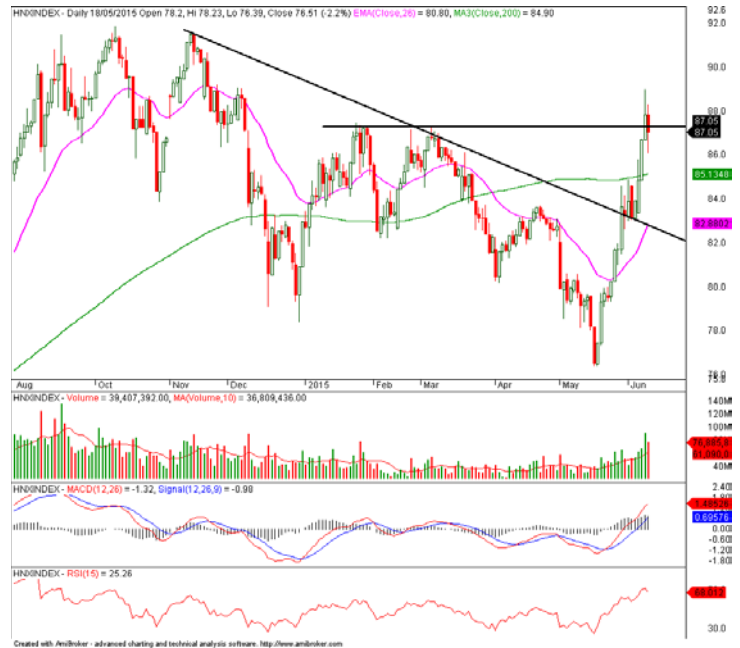 HNXINDEX - Daily 18/05/2015 Open 78.2, Hi 78.23, Lo 76.39, Close 76.51 (-2.2%) EMA(Close,26) = 80.80, MA3(Close,200) = 84.90
92.6
92.0
90.0
88.0
87.05
87.05
86.0
85.1348
84.0
82.0
80.0
78.0
Aug Oct Nov Dec 2015 Feb Mar Apr May Jun
HNXINDEX - Volume = 39,407,392.00, MA(Volume,10) = 36,809,436.00
140M
120M
100M
80M
40M
HNXINDEX - MACD(12,26) = -1.32, Signal(12,26,9) = -0.98
2.40
0.69576
0.00
-0.60
-1.20
-1.80
HNXINDEX - RSI(15) = 25.26
30.0
Created with AmiBroker - advanced charting and technical analysis software. http://www.amibroker.com